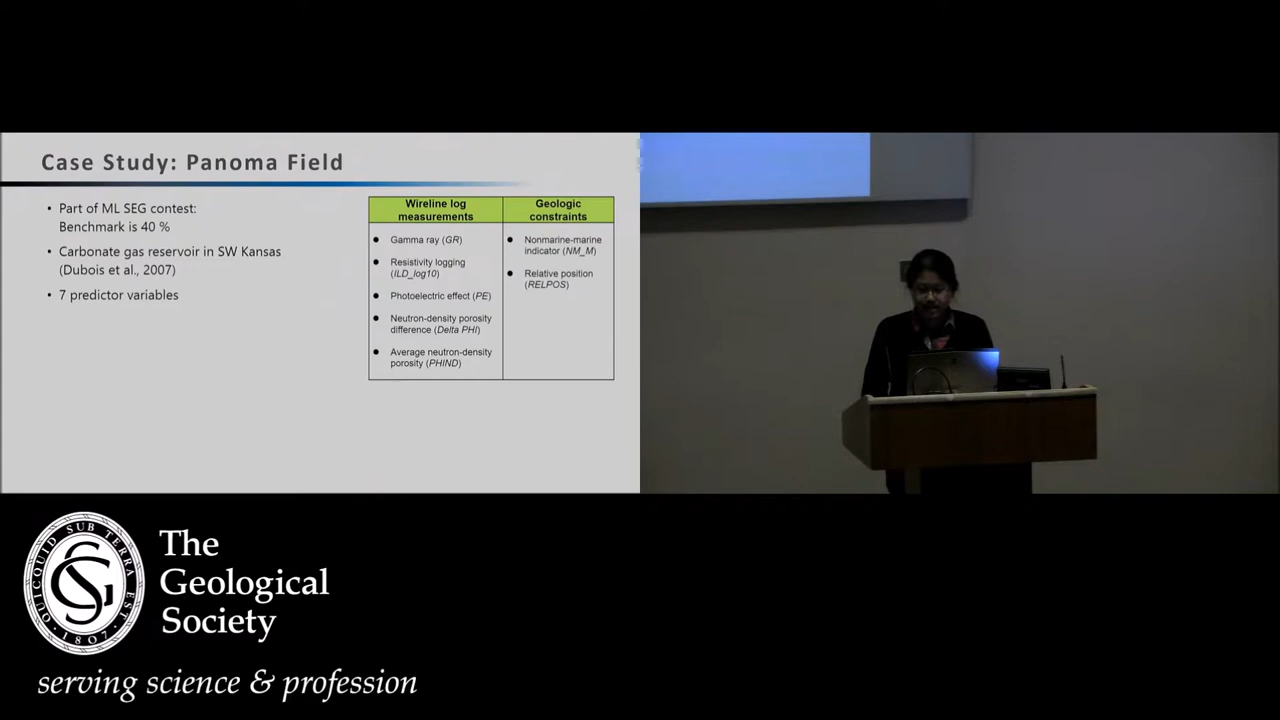 Case Study: Panoma Field
• Part of ML SEG contest:
Benchmark is 40 %
• Carbonate gas reservoir in SW Kansas
(Dubois et al., 2007)
• 7 predictor variables
Wireline log
measurements
• Gamma ray (GR)
• Resistivity logging
(ILD_log10)
• Photoelectric effect (PE)
• Neutron-density porosity
difference (Delta PHI)
• Average neutron-density
porosity (PHIND)
Geologic
constraints
• Nonmarine-marine
indicator (NM_M)
• Relative position
(RELPOS)
QUICQUID SUB TERRA EST
GS
·1807·
The
Geological
Society
serving science & profession